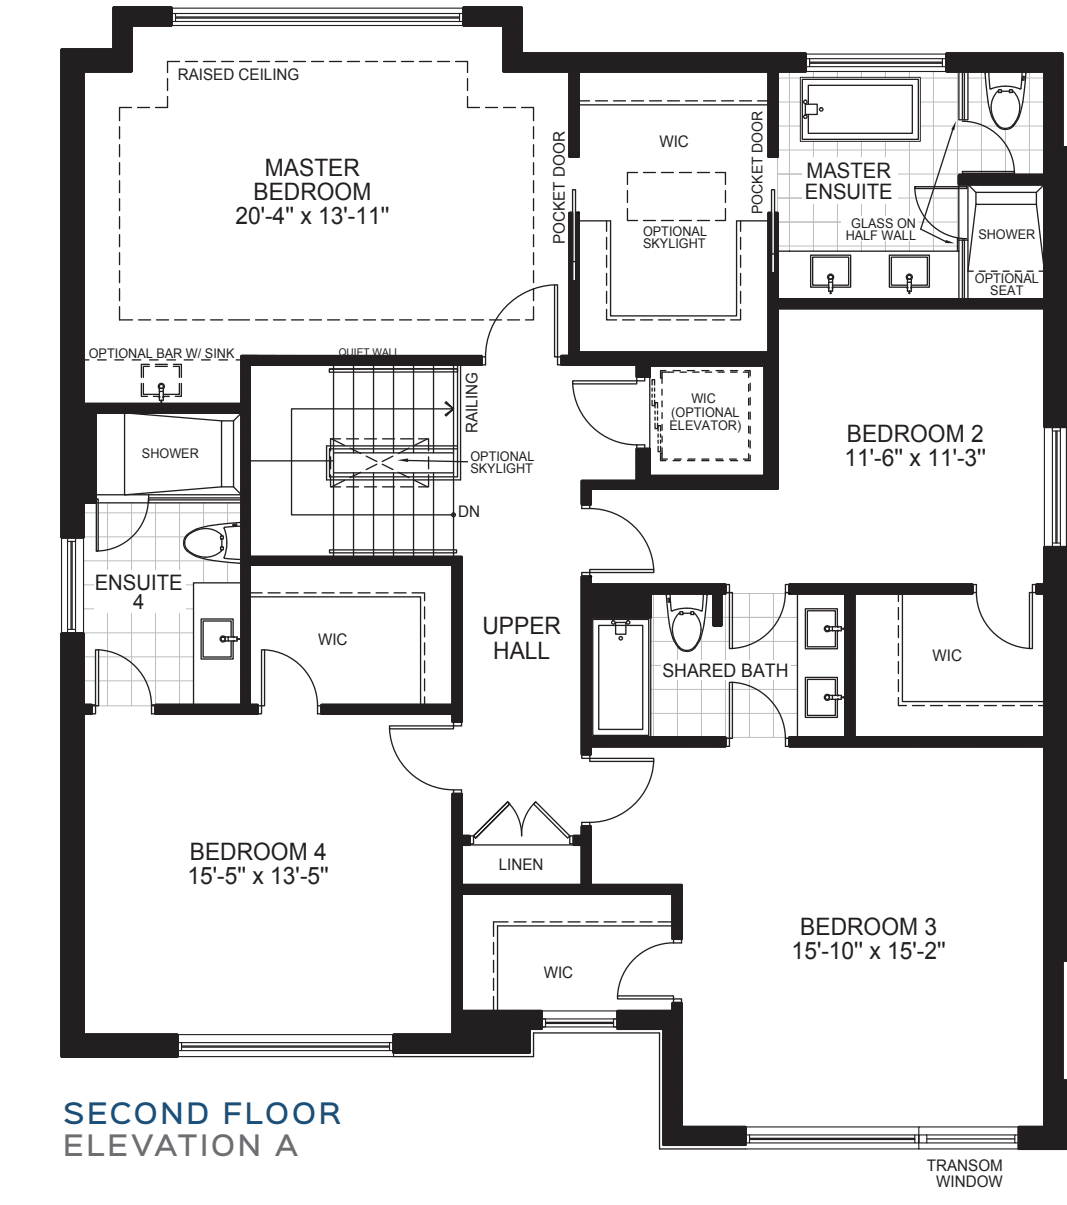 RAISED CEILING
MASTER
BEDROOM
20'-4" x 13'-11"
POCKET DOOR
WIC
OPTIONAL
SKYLIGHT
POCKET DOOR
MASTER
ENSUITE
GLASS ON
HALF WALL
SHOWER
OPTIONAL
SEAT
OPTIONAL BAR W/ SINK
QUIET WALL
RAILING
WIC
(OPTIONAL
ELEVATOR)
BEDROOM 2
11'-6" x 11'-3"
SHOWER
OPTIONAL
SKYLIGHT
DN
ENSUITE
4
WIC
UPPER
HALL
SHARED BATH
WIC
BEDROOM 4
15'-5" x 13'-5"
LINEN
BEDROOM 3
15'-10" x 15'-2"
WIC
SECOND FLOOR
ELEVATION A
TRANSOM
WINDOW